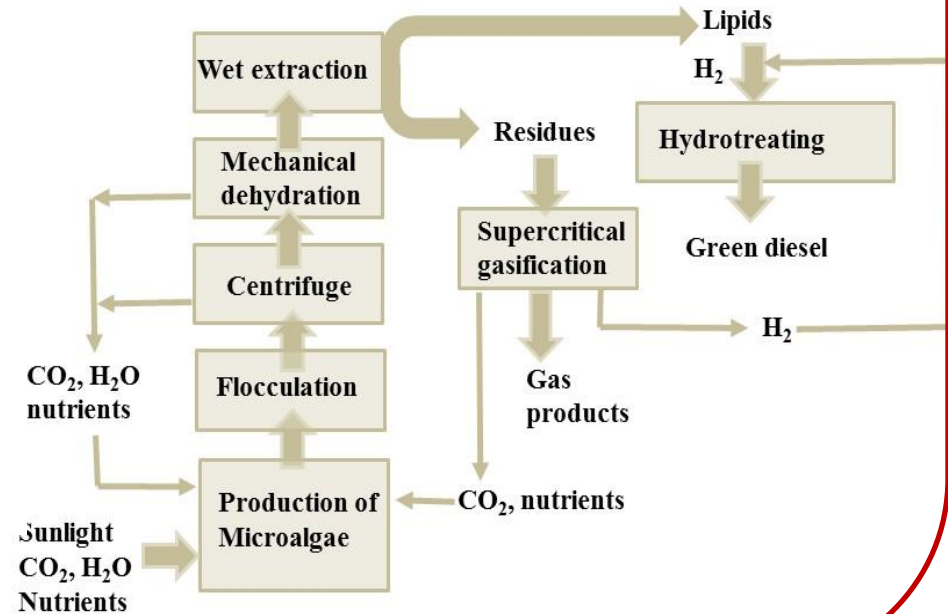 Lipids
Wet extraction
H₂
Residues
Hydrotreating
Mechanical
dehydration
Supercritical
gasification
Green diesel
Centrifuge
H₂
CO₂, H₂O
nutrients
Flocculation
Gas
products
Production of
Microalgae
CO₂, nutrients
Sunlight
CO₂, H₂O
Nutrients